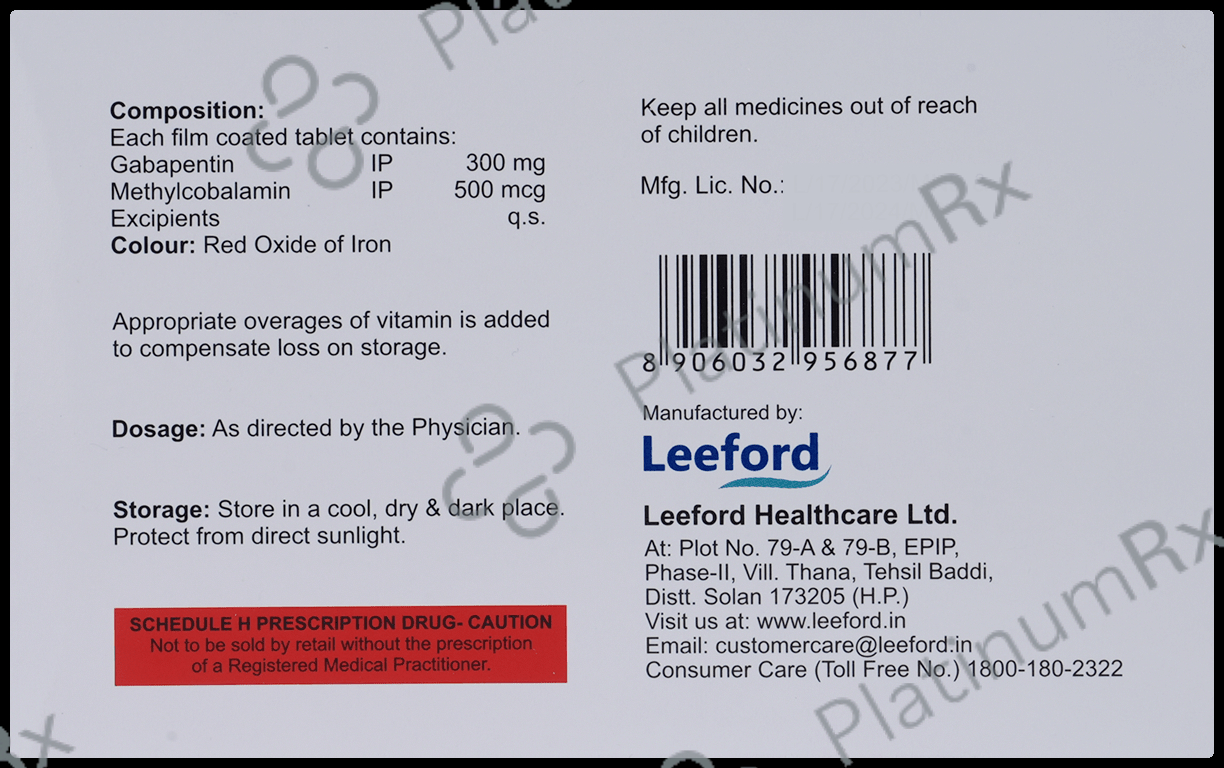 Composition:
Each film coated tablet contains:
Gabapentin IP 300 mg
Methylcobalamin IP 500 mcg
Excipients q.s.
Colour: Red Oxide of Iron
Appropriate overages of vitamin is added
to compensate loss on storage.
Dosage: As directed by the Physician.
Storage: Store in a cool, dry & dark place.
Protect from direct sunlight.
SCHEDULE H PRESCRIPTION DRUG- CAUTION
Not to be sold by retail without the prescription
of a Registered Medical Practitioner.
Keep all medicines out of reach
of children.
Mfg. Lic. No.:
8 906032 956877
Manufactured by:
Leeford
Leeford Healthcare Ltd.
At: Plot No. 79-A & 79-B, EPIP,
Phase-II, Vill. Thana, Tehsil Baddi,
Distt. Solan 173205 (H.P.)
Visit us at: www.leeford.in
Email: customercare@leeford.in
Consumer Care (Toll Free No.) 1800-180-2322
PlatinumRx
PlatinumRx